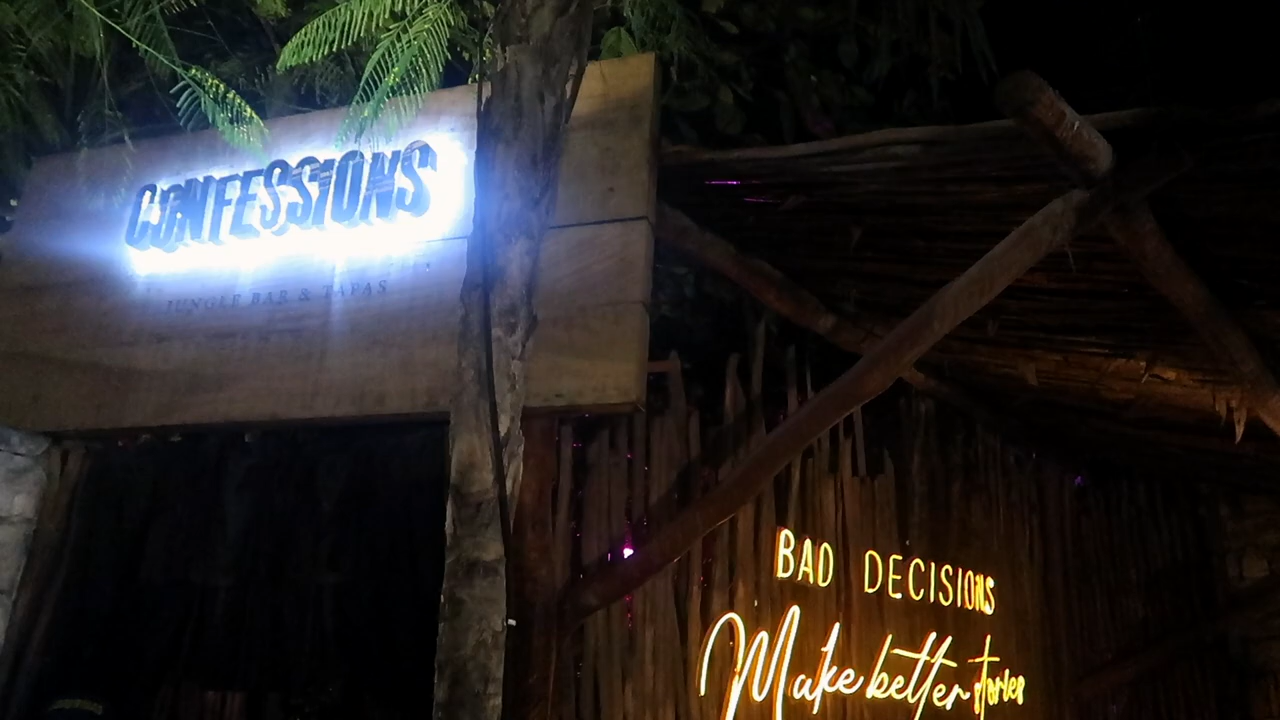 CONFESSIONS
JUNGLE BAR & TAPAS
BAD DECISIONS
Make better stories